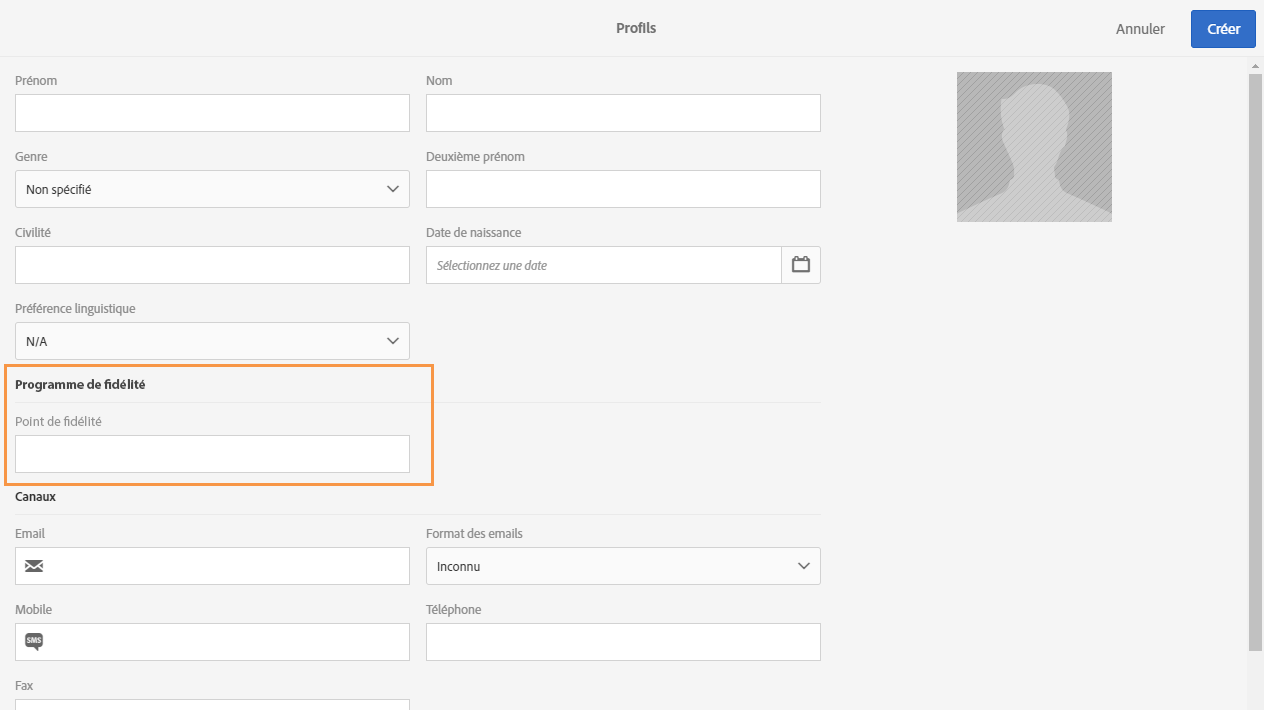 Profils
Annuler
Créer
Prénom
Nom
Genre
Deuxième prénom
Non spécifié
Civilité
Date de naissance
Sélectionnez une date
Préférence linguistique
N/A
Programme de fidélité
Point de fidélité
Canaux
Email
Format des emails
Inconnu
Mobile
Téléphone
SMS
Fax